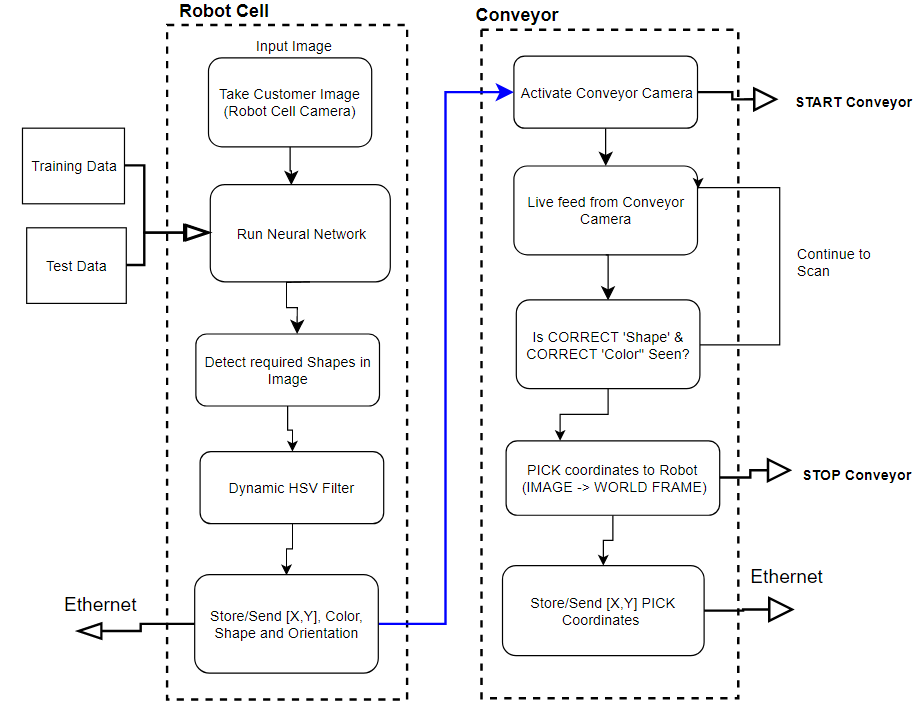 Robot Cell
Input Image
Take Customer Image
(Robot Cell Camera)
Training Data
Test Data
Run Neural Network
Detect required Shapes in
Image
Dynamic HSV Filter
Store/Send [X,Y], Color,
Shape and Orientation
Ethernet
Conveyor
Activate Conveyor Camera
START Conveyor
Live feed from Conveyor
Camera
Continue to
Scan
Is CORRECT 'Shape' &
CORRECT 'Color" Seen?
PICK coordinates to Robot
(IMAGE -> WORLD FRAME)
STOP Conveyor
Store/Send [X,Y] PICK
Coordinates
Ethernet